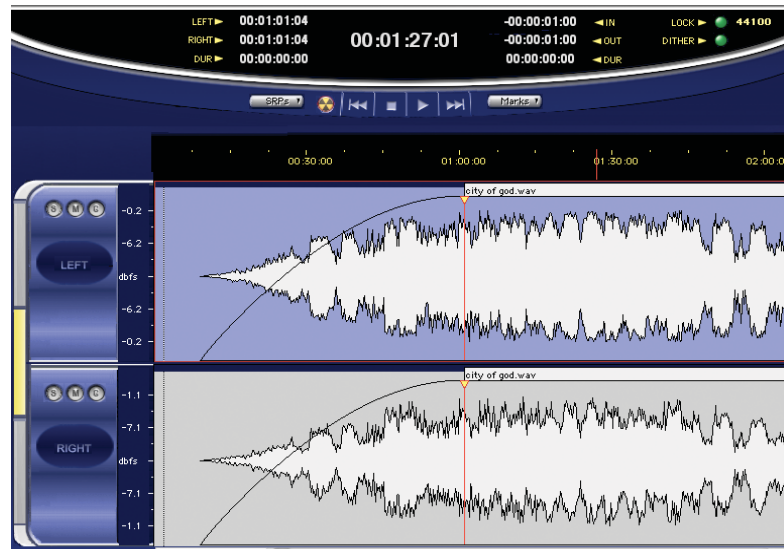 LEFT► 00:01:01:04 -00:00:01:00 ◄IN LOCK ► 44100
RIGHT► 00:01:01:04 00:01:27:01 -00:00:01:00 ◄OUT DITHER ►
DUR► 00:00:00:00 00:00:00:00 ◄DUR
SRPs Marks
00:30:00 01:00:00 01:30:00 02:00:0
city of god.wav
S M G
-0.2
-6.2
LEFT
dbfs
-6.2
-0.2
city of god.wav
S M G
-1.1
-7.1
RIGHT
dbfs
-7.1
-1.1